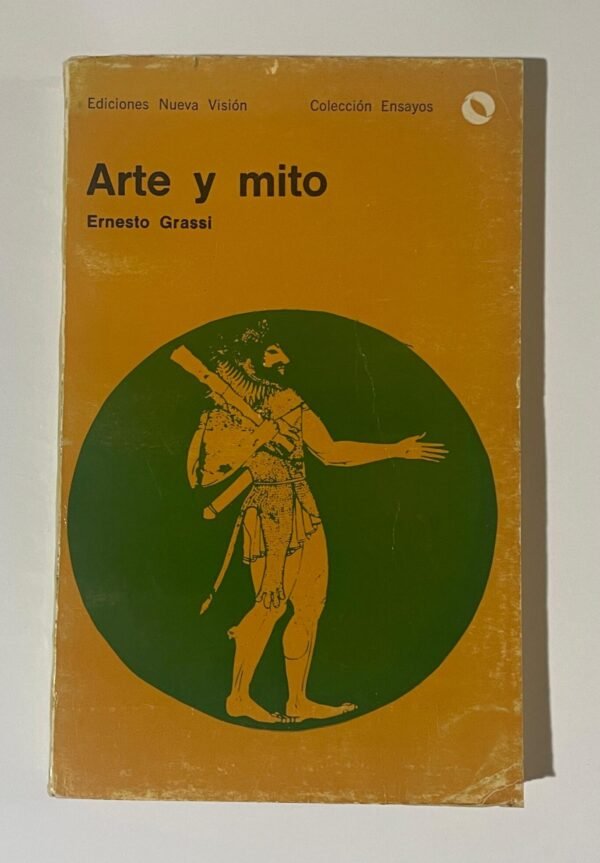 Ediciones Nueva Visión Colección Ensayos
Arte y mito
Ernesto Grassi